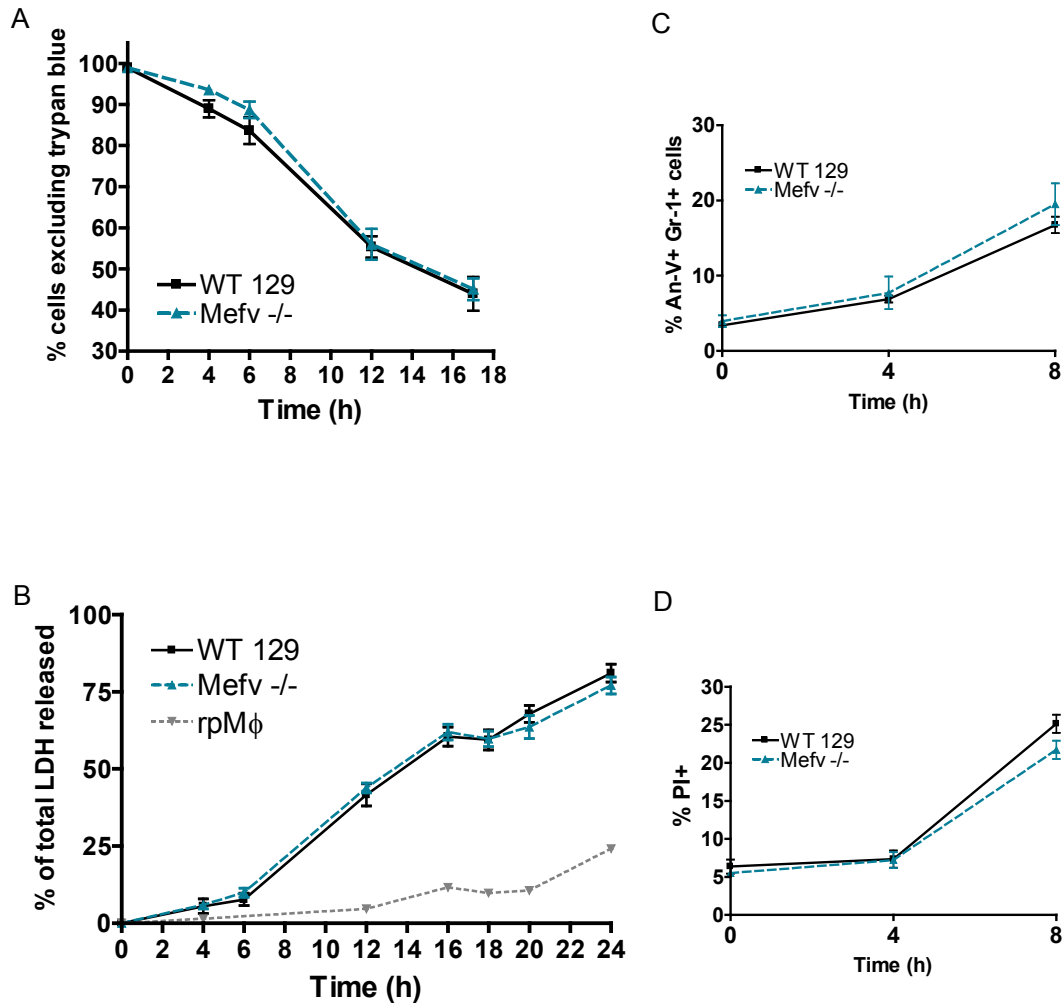 A
% cells excluding trypan blue
100
90
80
70
60
50
40
30
WT 129
Mefv -/-
0 2 4 6 8 10 12 14 16 18
Time (h)
C
% An-V+ Gr-1+ cells
30
20
10
0
WT 129
Mefv -/-
0 4 8
Time (h)
B
% of total LDH released
100
75
50
25
0
WT 129
Mefv -/-
rpMϕ
0 2 4 6 8 10 12 14 16 18 20 22 24
Time (h)
D
% PI+
30
25
20
15
10
5
0
WT 129
Mefv -/-
0 4 8
Time (h)